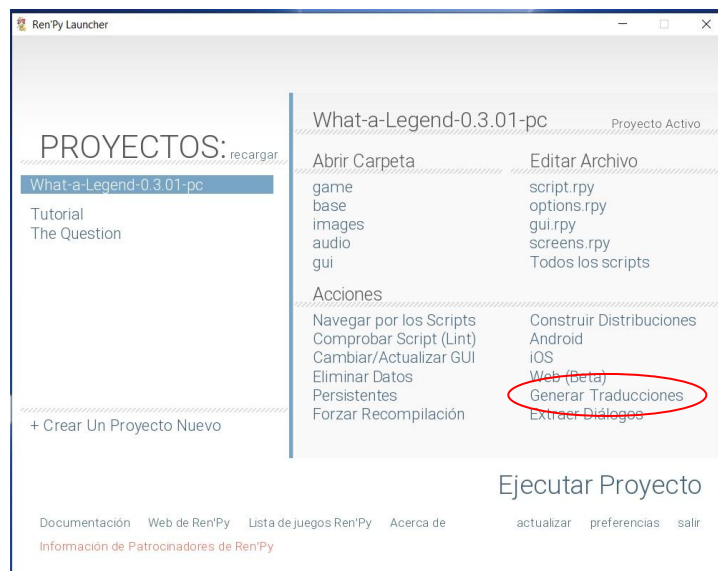 Ren'Py Launcher
PROYECTOS: recargar
What-a-Legend-0.3.01-pc
Tutorial
The Question
+ Crear Un Proyecto Nuevo
What-a-Legend-0.3.01-pc Proyecto Activo
Abrir Carpeta
game
base
images
audio
gui
Editar Archivo
script.rpy
options.rpy
gui.rpy
screens.rpy
Todos los scripts
Acciones
Navegar por los Scripts
Comprobar Script (Lint)
Cambiar/Actualizar GUI
Eliminar Datos
Persistentes
Forzar Recompilación
Construir Distribuciones
Android
iOS
Web (Beta)
Generar Traducciones
Extraer Diálogos
Ejecutar Proyecto
Documentación Web de Ren'Py Lista de juegos Ren'Py Acerca de actualizar preferencias salir
Información de Patrocinadores de Ren'Py